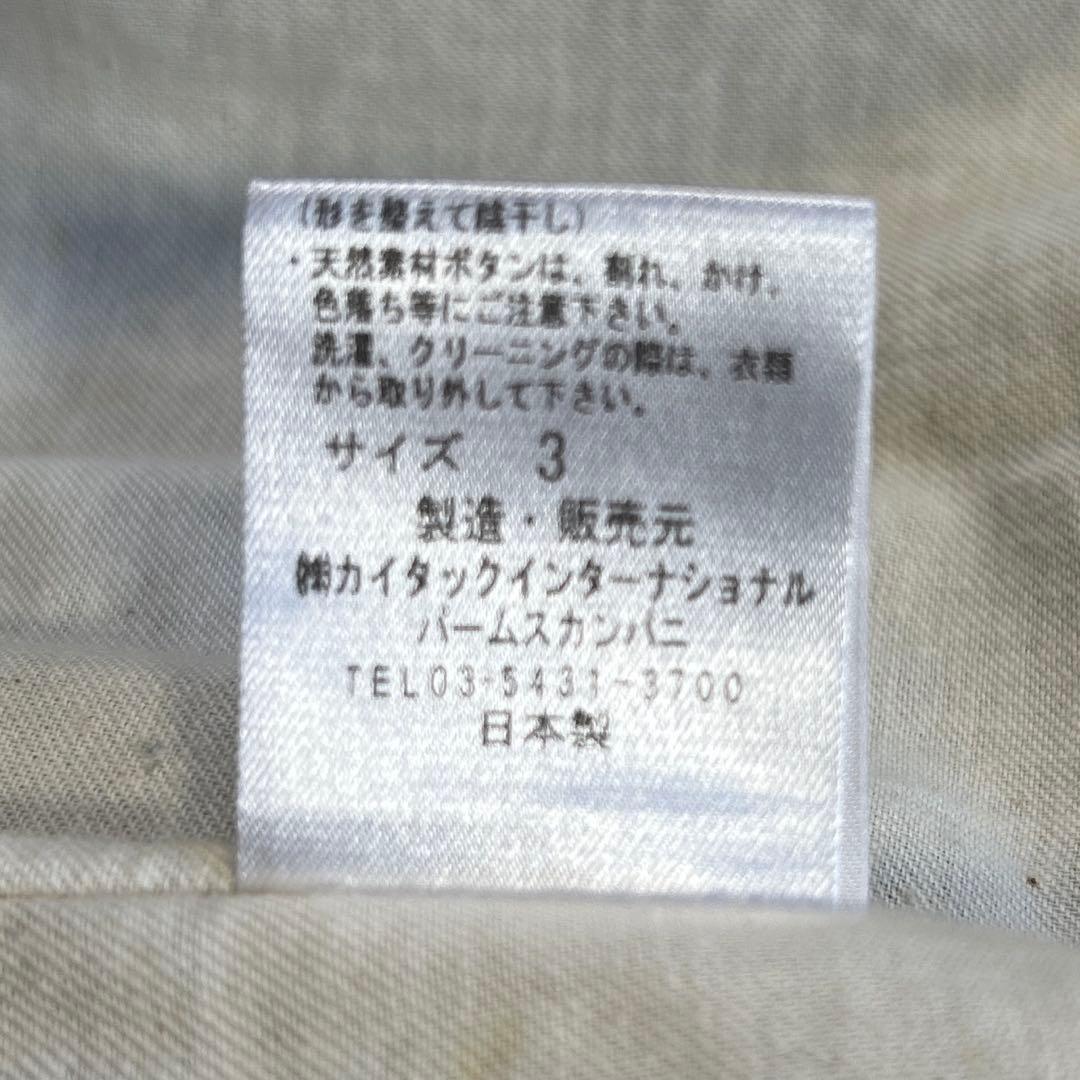 (形を整えて陰干し)
・天然素材ボタンは、割れ、かけ、
色落ち等にご注意下さい。
洗濯、クリーニングの際は、衣類
から取り外して下さい。
サイズ 3
製造・販売元
㈱カイタックインターナショナル
パームスカンパニ
TEL03-5431-3700
日本製